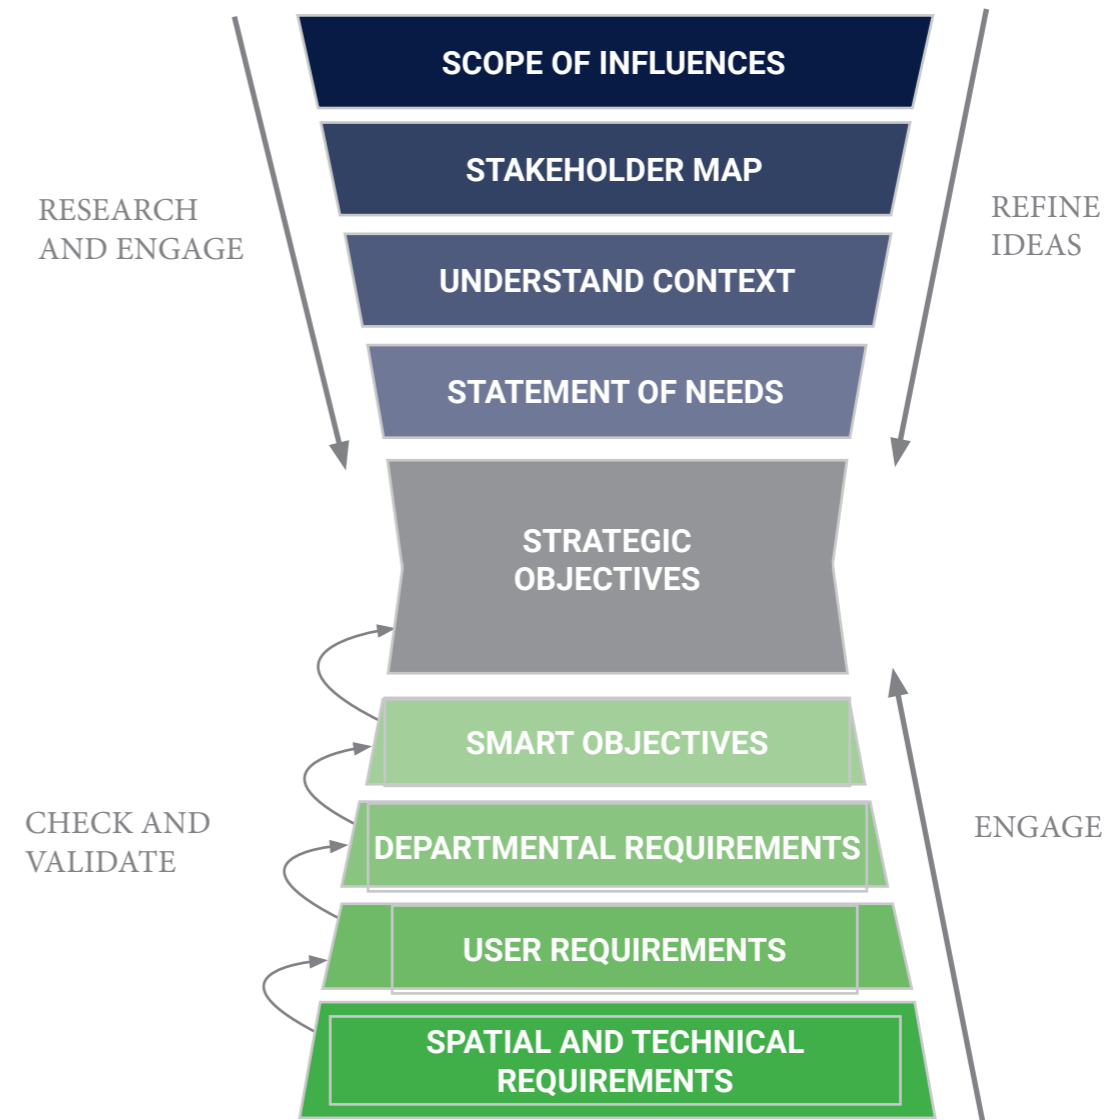 SCOPE OF INFLUENCES
STAKEHOLDER MAP
RESEARCH
AND ENGAGE
REFINE
IDEAS
UNDERSTAND CONTEXT
STATEMENT OF NEEDS
STRATEGIC
OBJECTIVES
SMART OBJECTIVES
CHECK AND
VALIDATE
ENGAGE
DEPARTMENTAL REQUIREMENTS
USER REQUIREMENTS
SPATIAL AND TECHNICAL
REQUIREMENTS